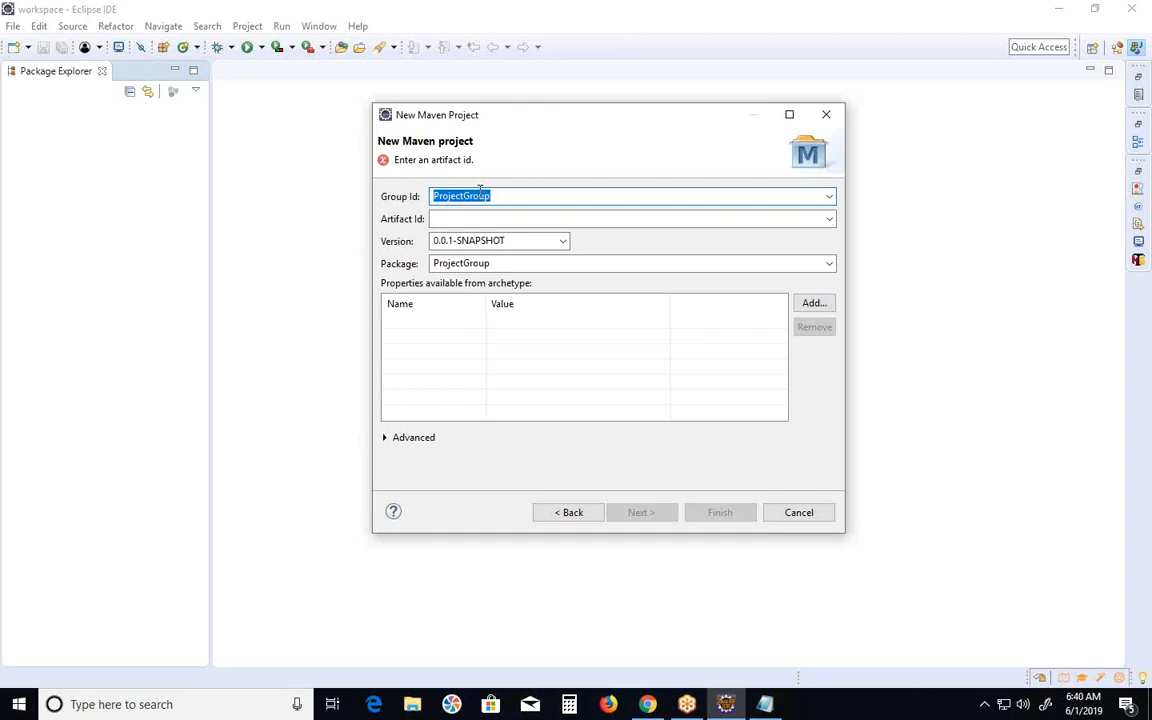 workspace - Eclipse IDE
File Edit Source Refactor Navigate Search Project Run Window Help
Quick Access
Package Explorer
New Maven Project
New Maven project
Enter an artifact id.
M
Group Id: ProjectGroup
Artifact Id:
Version: 0.0.1-SNAPSHOT
Package: ProjectGroup
Properties available from archetype:
Name Value
Add...
Remove
Advanced
?
< Back Next > Finish Cancel
Type here to search
6:40 AM
6/1/2019
5